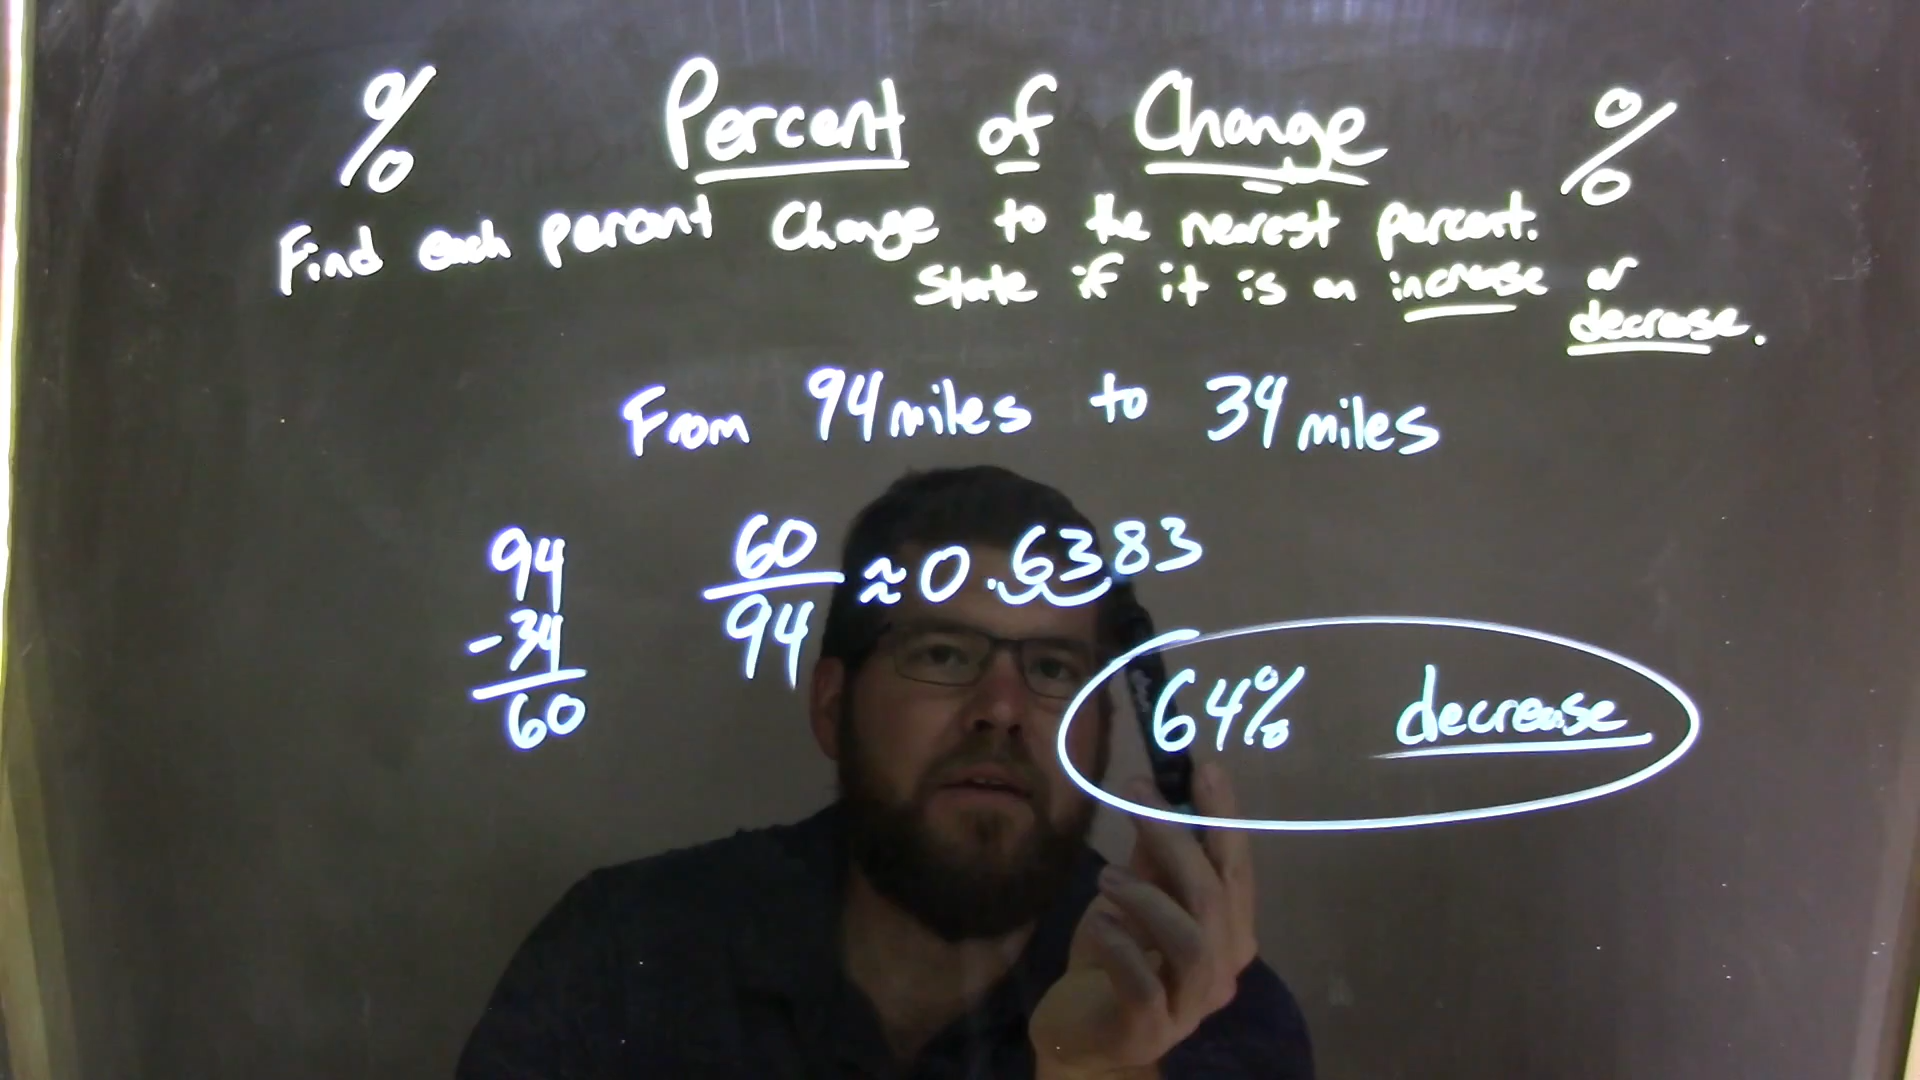 % Percent of Change %
Find each percent change to the nearest percent.
State if it is an increase or
decrease.
From 94 miles to 34 miles
94
-34
60
60/94 ≈ 0.6383
64% decrease